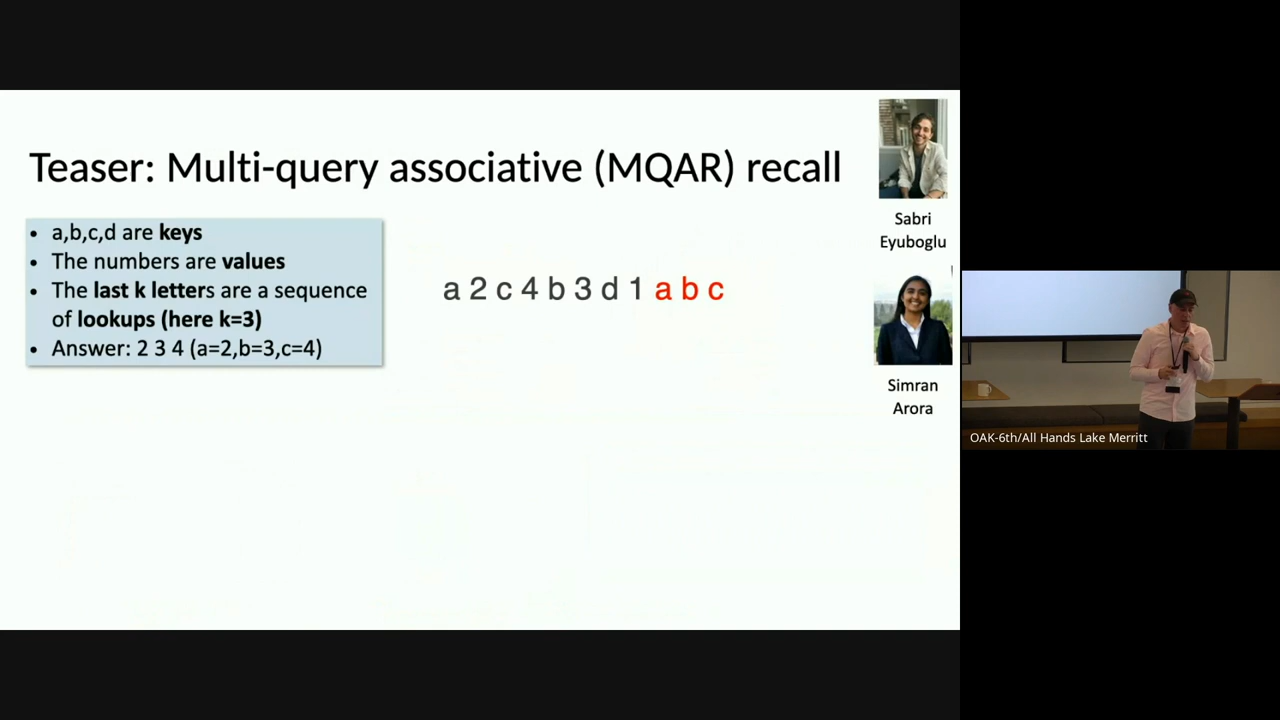 Teaser: Multi-query associative (MQAR) recall
• a,b,c,d are keys
• The numbers are values
• The last k letters are a sequence
of lookups (here k=3)
• Answer: 2 3 4 (a=2,b=3,c=4)
a 2 c 4 b 3 d 1 a b c
Sabri
Eyuboglu
Simran
Arora
OAK-6th/All Hands Lake Merritt